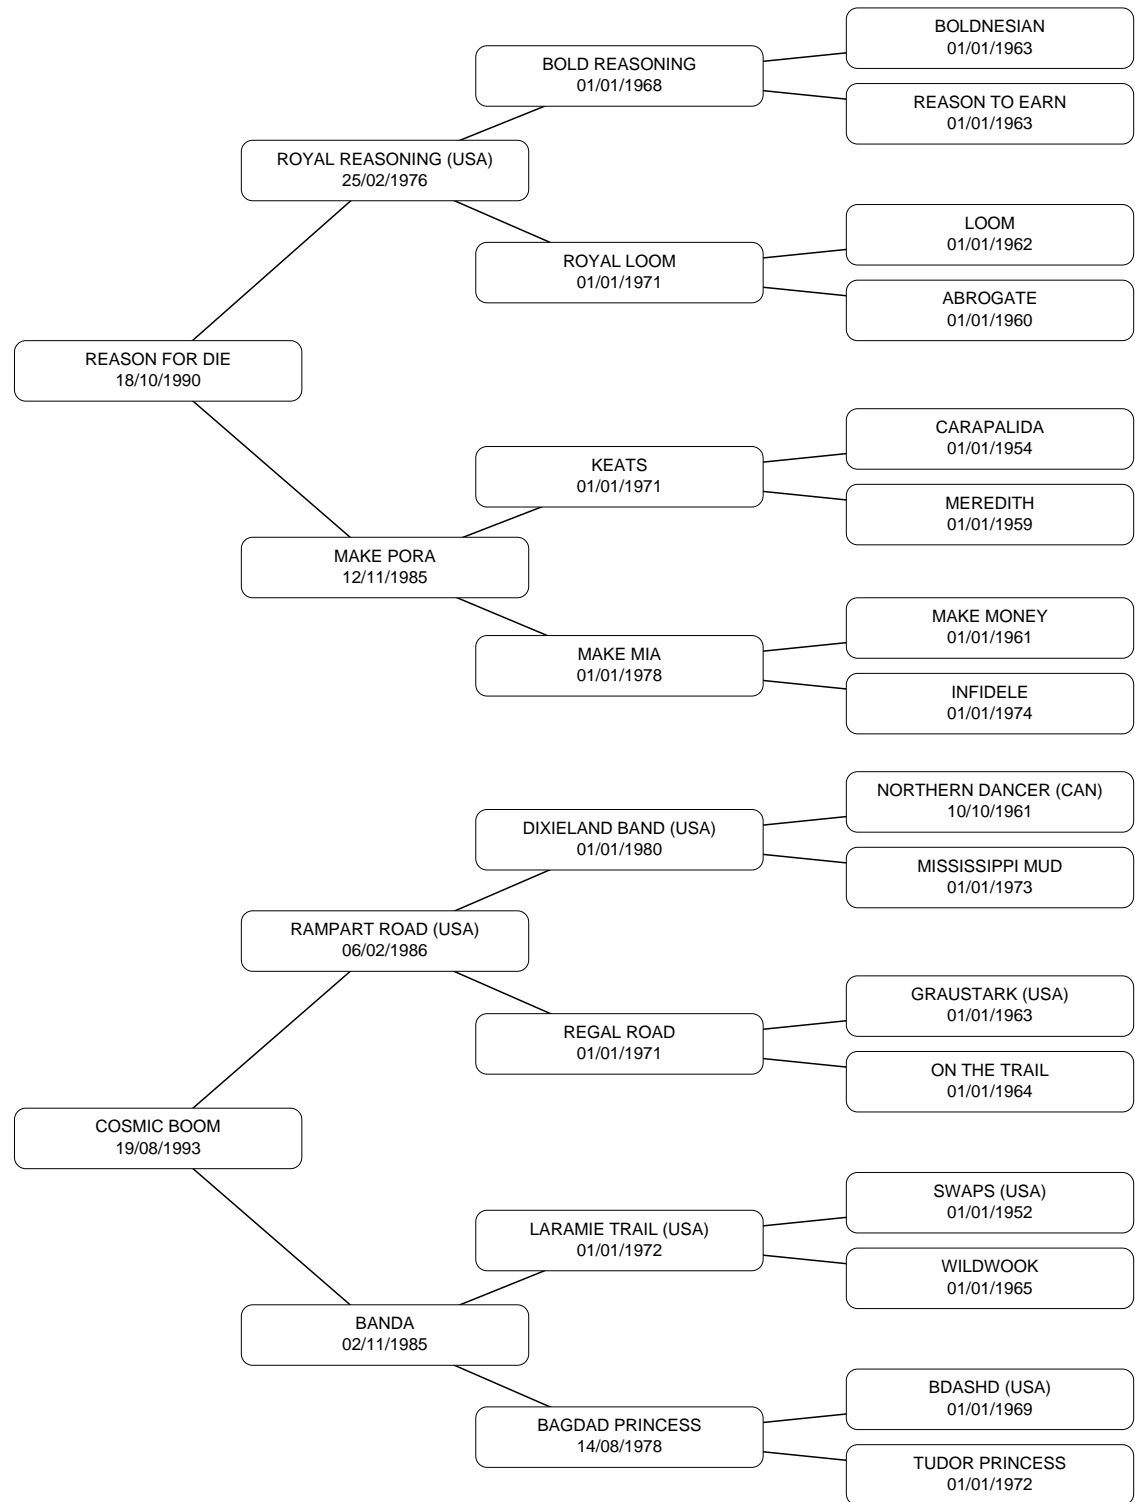 BOLDNESIAN
01/01/1963
BOLD REASONING
01/01/1968
REASON TO EARN
01/01/1963
ROYAL REASONING (USA)
25/02/1976
LOOM
01/01/1962
ROYAL LOOM
01/01/1971
ABROGATE
01/01/1960
REASON FOR DIE
18/10/1990
CARAPALIDA
01/01/1954
KEATS
01/01/1971
MEREDITH
01/01/1959
MAKE PORA
12/11/1985
MAKE MONEY
01/01/1961
MAKE MIA
01/01/1978
INFIDELE
01/01/1974
NORTHERN DANCER (CAN)
10/10/1961
DIXIELAND BAND (USA)
01/01/1980
MISSISSIPPI MUD
01/01/1973
RAMPART ROAD (USA)
06/02/1986
GRAUSTARK (USA)
01/01/1963
REGAL ROAD
01/01/1971
ON THE TRAIL
01/01/1964
COSMIC BOOM
19/08/1993
SWAPS (USA)
01/01/1952
LARAMIE TRAIL (USA)
01/01/1972
WILDWOOK
01/01/1965
BANDA
02/11/1985
BDASHD (USA)
01/01/1969
BAGDAD PRINCESS
14/08/1978
TUDOR PRINCESS
01/01/1972